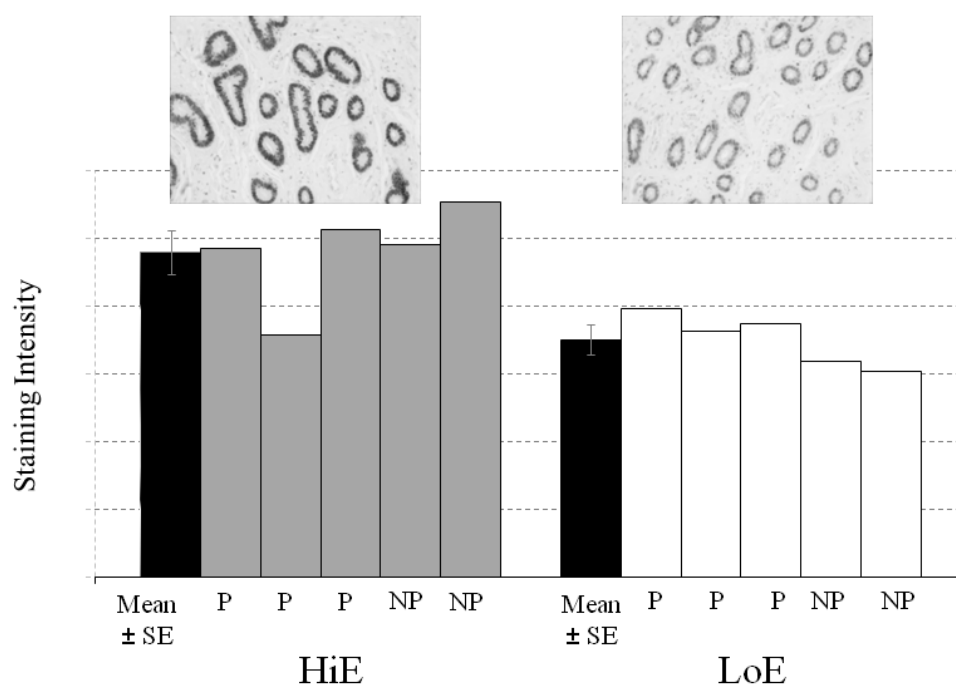 Staining Intensity
Mean P P P NP NP Mean P P P NP NP
± SE ± SE
HiE LoE